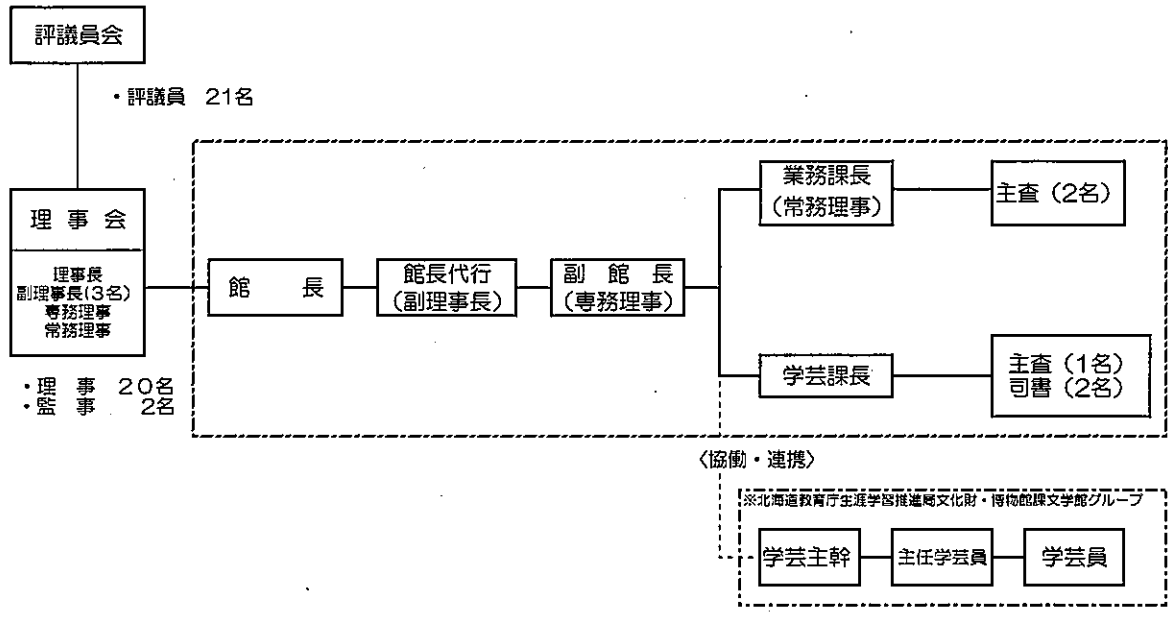 評議員会
・評議員 21名
理事会
理事長
副理事長(3名)
専務理事
常務理事
・理事 20名
・監事 2名
館長
館長代行
(副理事長)
副館長
(専務理事)
業務課長
(常務理事)
主査(2名)
学芸課長
主査(1名)
司書(2名)
〈協働・連携〉
※北海道教育庁生涯学習推進局文化財・博物館課文学館グループ
学芸主幹
主任学芸員
学芸員